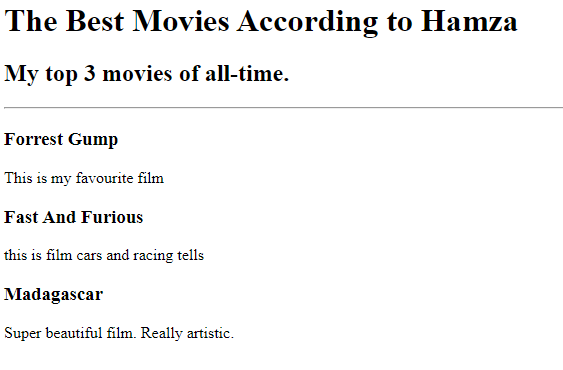 The Best Movies According to Hamza
My top 3 movies of all-time.
Forrest Gump
This is my favourite film
Fast And Furious
this is film cars and racing tells
Madagascar
Super beautiful film. Really artistic.